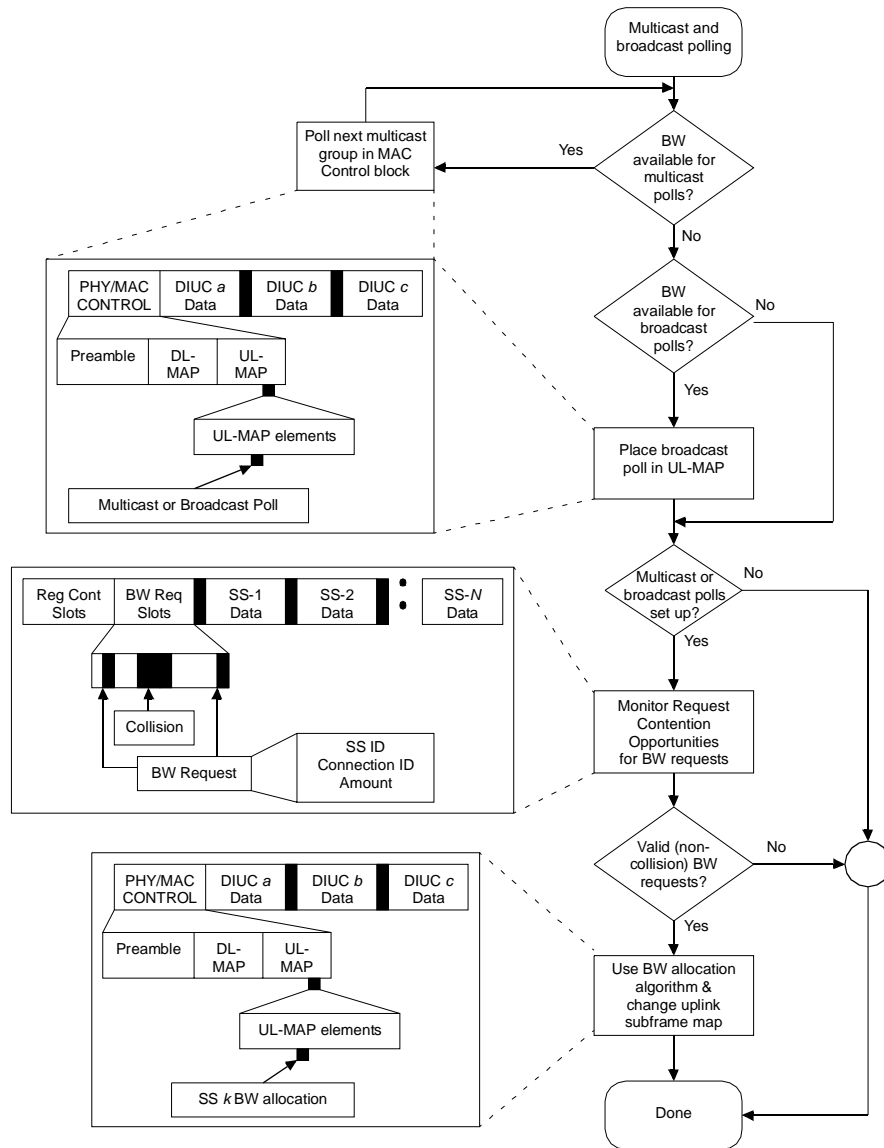 Multicast and
broadcast polling
Poll next multicast
group in MAC
Control block
Yes
BW
available for
multicast
polls?
No
PHY/MAC
CONTROL
DIUC a
Data
DIUC b
Data
DIUC c
Data
BW
available for
broadcast
polls?
No
Preamble
DL-
MAP
UL-
MAP
Yes
UL-MAP elements
Place broadcast
poll in UL-MAP
Multicast or Broadcast Poll
Multicast or
broadcast polls
set up?
No
Reg Cont
Slots
BW Req
Slots
SS-1
Data
SS-2
Data
SS-N
Data
Yes
Collision
BW Request
SS ID
Connection ID
Amount
Monitor Request
Contention
Opportunities
for BW requests
Valid (non-
collision) BW
requests?
No
PHY/MAC
CONTROL
DIUC a
Data
DIUC b
Data
DIUC c
Data
Yes
Preamble
DL-
MAP
UL-
MAP
Use BW allocation
algorithm &
change uplink
subframe map
UL-MAP elements
SS k BW allocation
Done